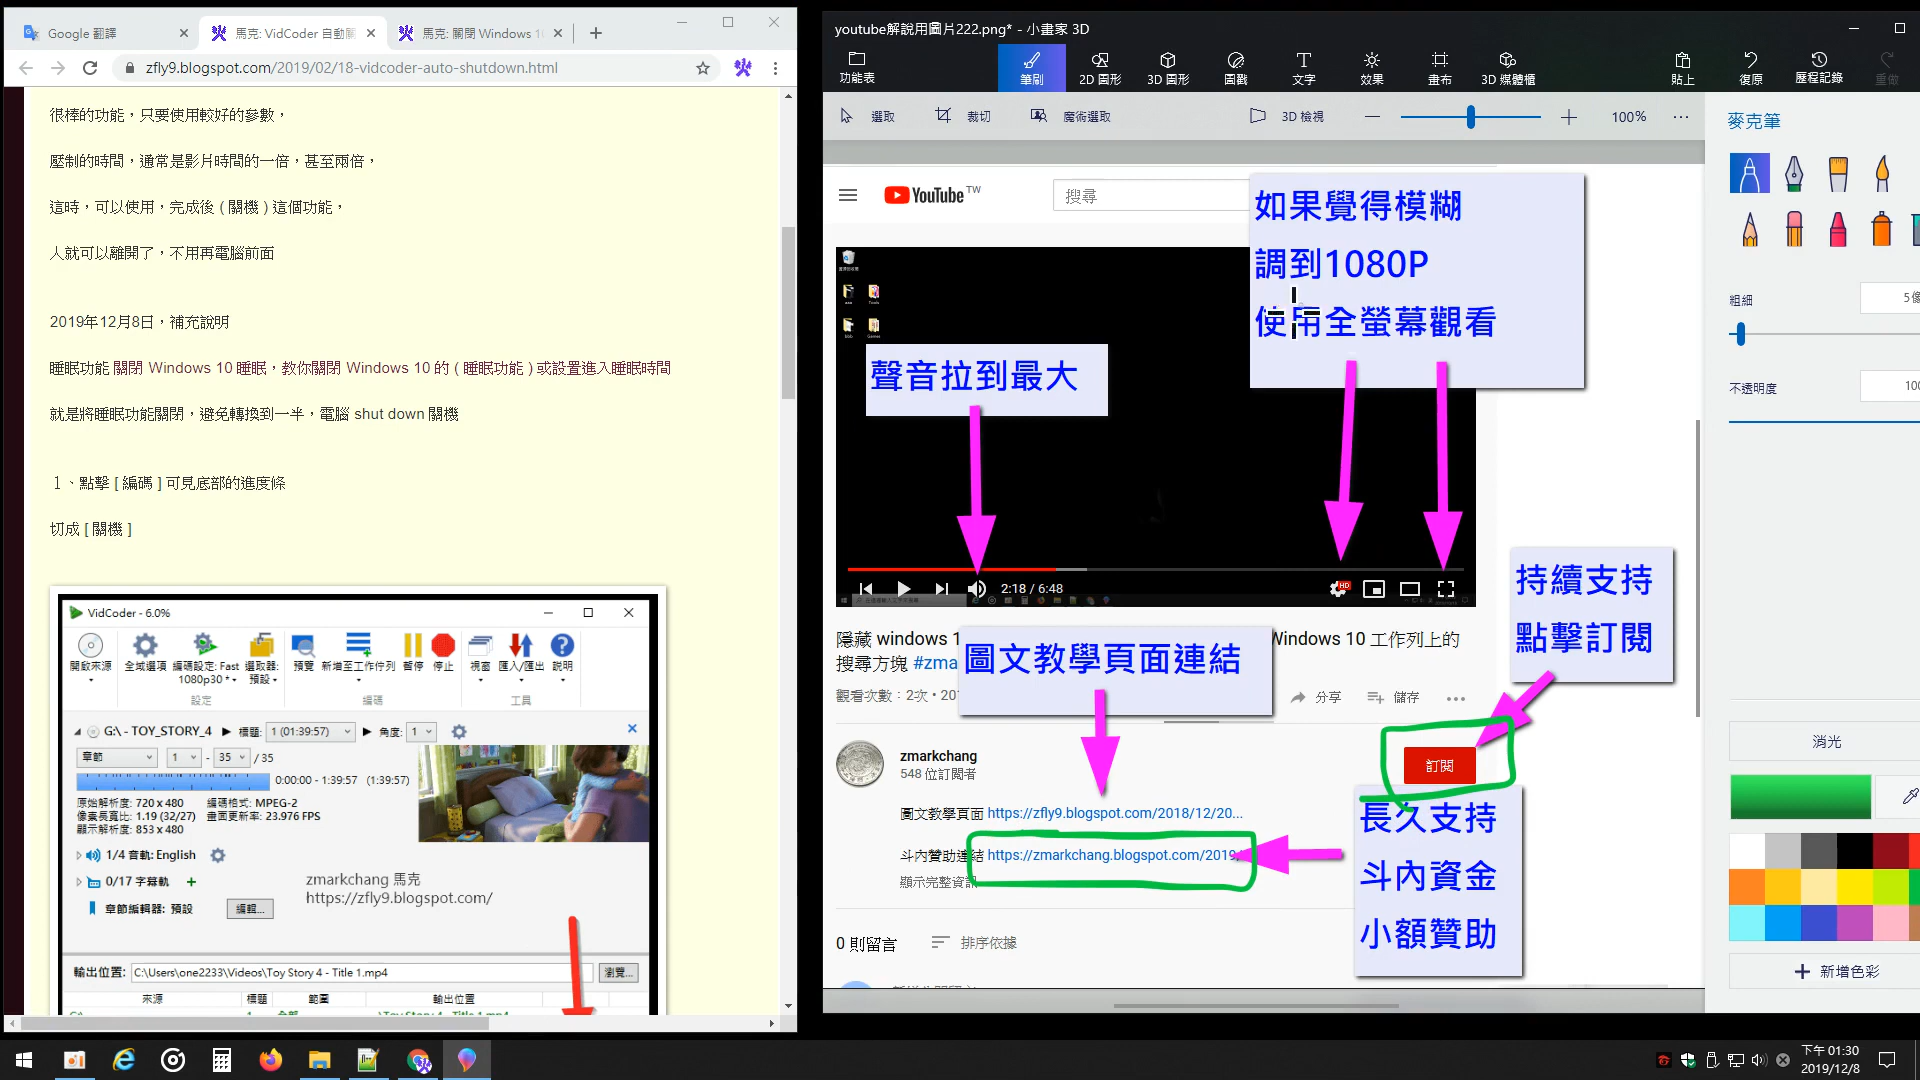 Google 翻譯
馬克: VidCoder 自動關
馬克: 關閉 Windows 1
zfly9.blogspot.com/2019/02/18-vidcoder-auto-shutdown.html
很棒的功能，只要使用較好的參數，
壓制的時間，通常是影片時間的一倍，甚至兩倍，
這時，可以使用，完成後 ( 關機 ) 這個功能，
人就可以離開了，不用再電腦前面
2019年12月8日，補充說明
睡眠功能 關閉 Windows 10 睡眠，教你關閉 Windows 10 的 ( 睡眠功能 ) 或設置進入睡眠時間
就是將睡眠功能關閉，避免轉換到一半，電腦 shut down 關機
１、點擊 [ 編碼 ] 可見底部的進度條
切成 [ 關機 ]
VidCoder - 6.0%
開啟來源
全域選項
編碼設定: Fast 1080p30 *
選取器: 預設
設定
預覽
新增至工作佇列
暫停
停止
編碼
視窗
匯入/匯出
說明
工具
G:\ - TOY_STORY_4
標題:
1 (01:39:57)
角度:
1
章節
1
-
35
/ 35
0:00:00 - 1:39:57 (1:39:57)
原始解析度: 720 x 480
編碼格式: MPEG-2
像素長寬比: 1.19 (32/27)
畫面更新率: 23.976 FPS
顯示解析度: 853 x 480
1/4 音軌: English
0/17 字幕軌
章節編輯器: 預設
編輯...
zmarkchang 馬克
https://zfly9.blogspot.com/
輸出位置:
C:\Users\one2233\Videos\Toy Story 4 - Title 1.mp4
瀏覽...
來源
標題
範圍
輸出位置
youtube解說用圖片222.png* - 小畫家 3D
功能表
筆刷
2D 圖形
3D 圖形
圖戳
文字
效果
畫布
3D 媒體櫃
貼上
復原
歷程記錄
重做
選取
裁切
魔術選取
3D 檢視
100%
YouTube TW
搜尋
如果覺得模糊
調到1080P
使用全螢幕觀看
聲音拉到最大
2:18 / 6:48
HD
隱藏 windows 1
Windows 10 工作列上的
搜尋方塊 #zma
圖文教學頁面連結
觀看次數：2次 • 20
分享
儲存
持續支持
點擊訂閱
zmarkchang
548 位訂閱者
訂閱
圖文教學頁面 https://zfly9.blogspot.com/2018/12/20...
斗內贊助連結 https://zmarkchang.blogspot.com/2019/
顯示完整資訊
長久支持
斗內資金
小額贊助
0 則留言
排序依據
麥克筆
粗細
5像
不透明度
100
消光
新增色彩
下午 01:30
2019/12/8